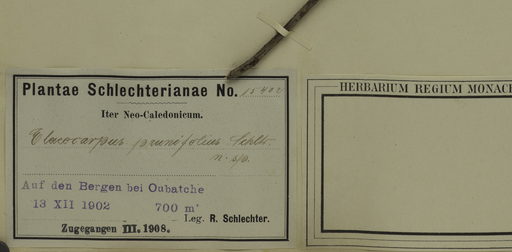 Plantae Schlechterianae No. 15402
Iter Neo-Caledonicum.
Elaeocarpus prunifolius Schltr.
n. sp.
Auf den Bergen bei Oubatche
13 XII 1902 700 m
Leg. R. Schlechter.
Zugegangen III. 1908.
HERBARIUM REGIUM MONAC